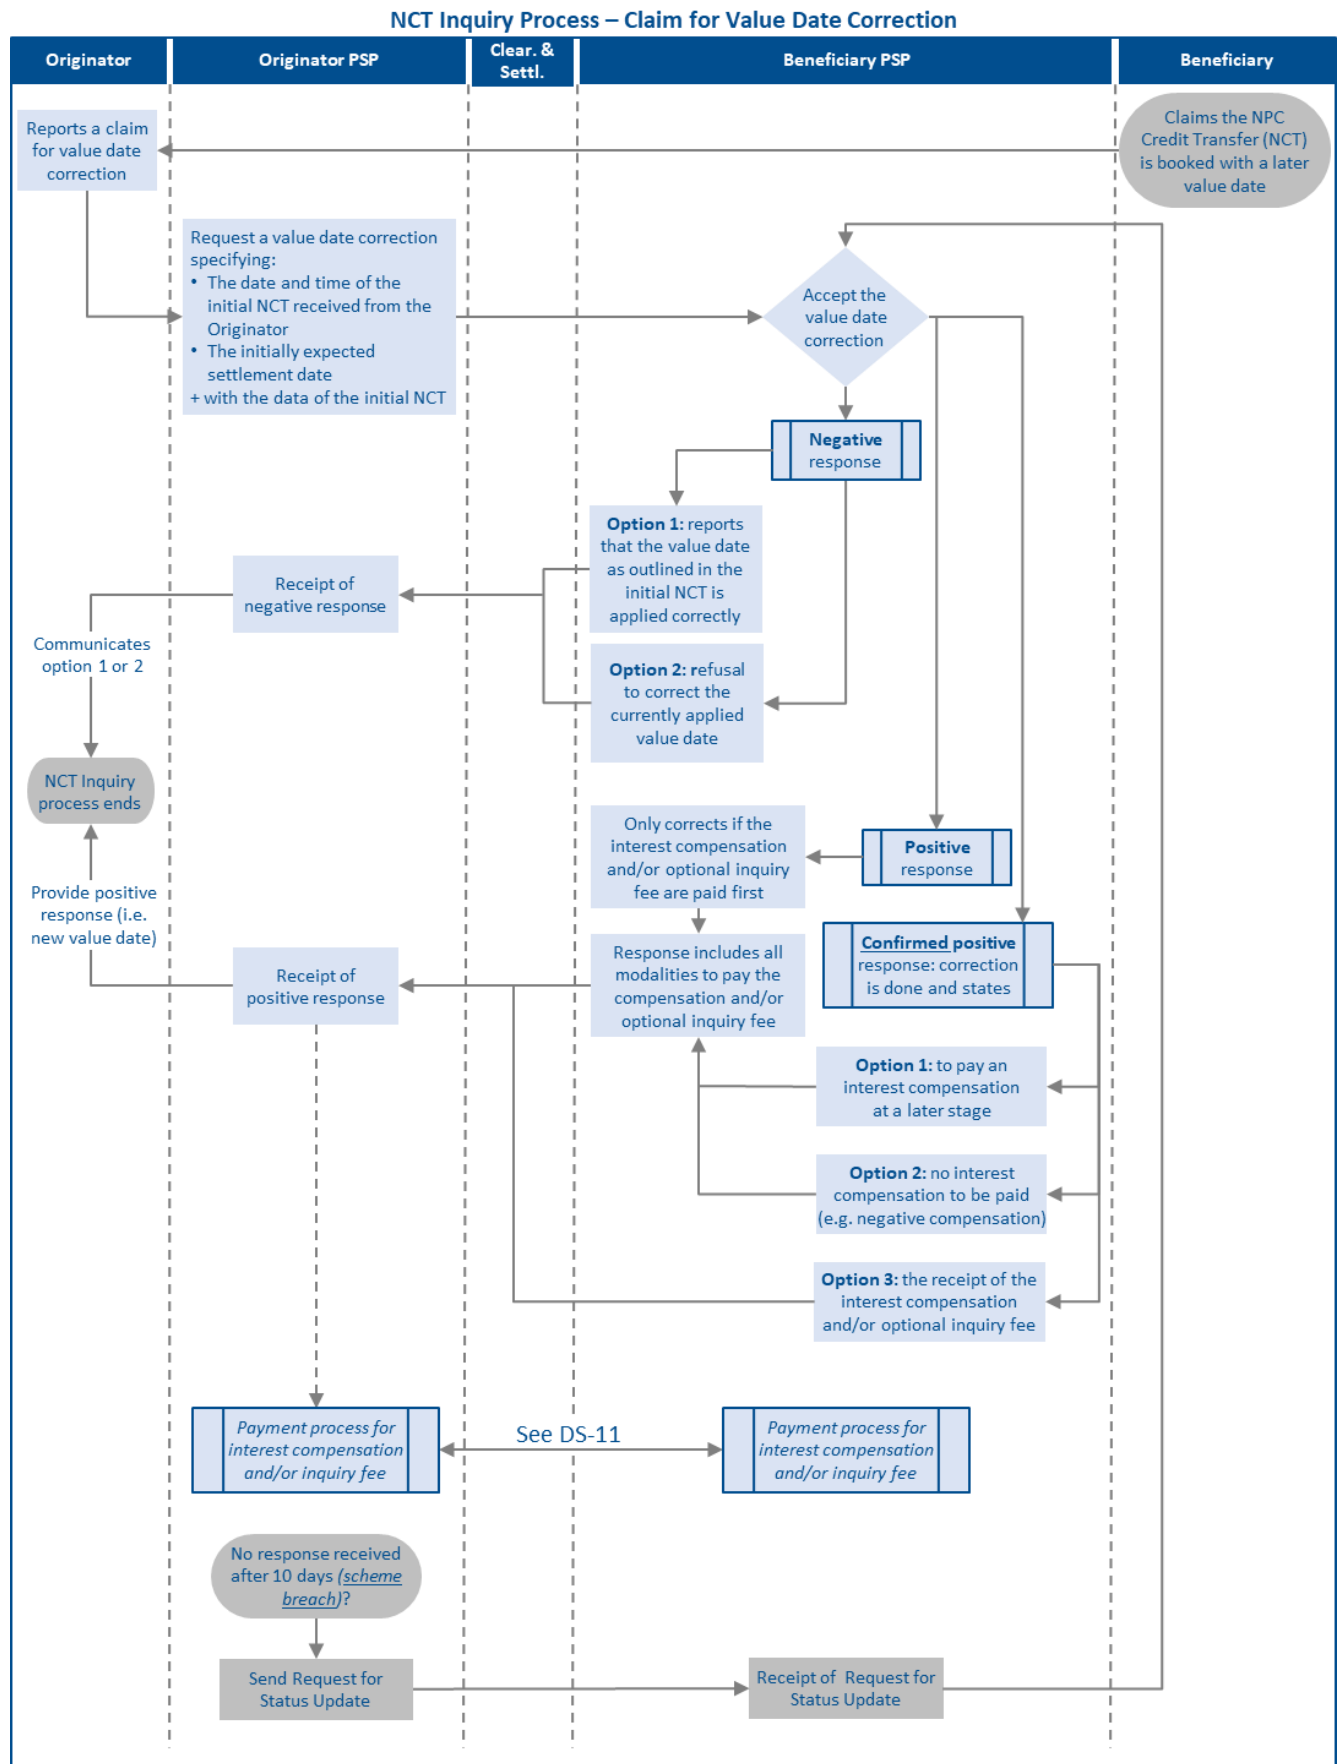 NCT Inquiry Process – Claim for Value Date Correction
Originator
Originator PSP
Clear. &
Settl.
Beneficiary PSP
Beneficiary
Reports a claim
for value date
correction
Claims the NPC
Credit Transfer (NCT)
is booked with a later
value date
Request a value date correction
specifying:
• The date and time of the
initial NCT received from the
Originator
• The initially expected
settlement date
+ with the data of the initial NCT
Accept the
value date
correction
Negative
response
Option 1: reports
that the value date
as outlined in the
initial NCT is
applied correctly
Receipt of
negative response
Communicates
option 1 or 2
Option 2: refusal
to correct the
currently applied
value date
NCT Inquiry
process ends
Only corrects if the
interest compensation
and/or optional inquiry
fee are paid first
Positive
response
Provide positive
response (i.e.
new value date)
Receipt of
positive response
Response includes all
modalities to pay the
compensation and/or
optional inquiry fee
Confirmed positive
response: correction
is done and states
Option 1: to pay an
interest compensation
at a later stage
Option 2: no interest
compensation to be paid
(e.g. negative compensation)
Option 3: the receipt of the
interest compensation
and/or optional inquiry fee
Payment process for
interest compensation
and/or inquiry fee
See DS-11
Payment process for
interest compensation
and/or inquiry fee
No response received
after 10 days (scheme
breach)?
Send Request for
Status Update
Receipt of Request for
Status Update